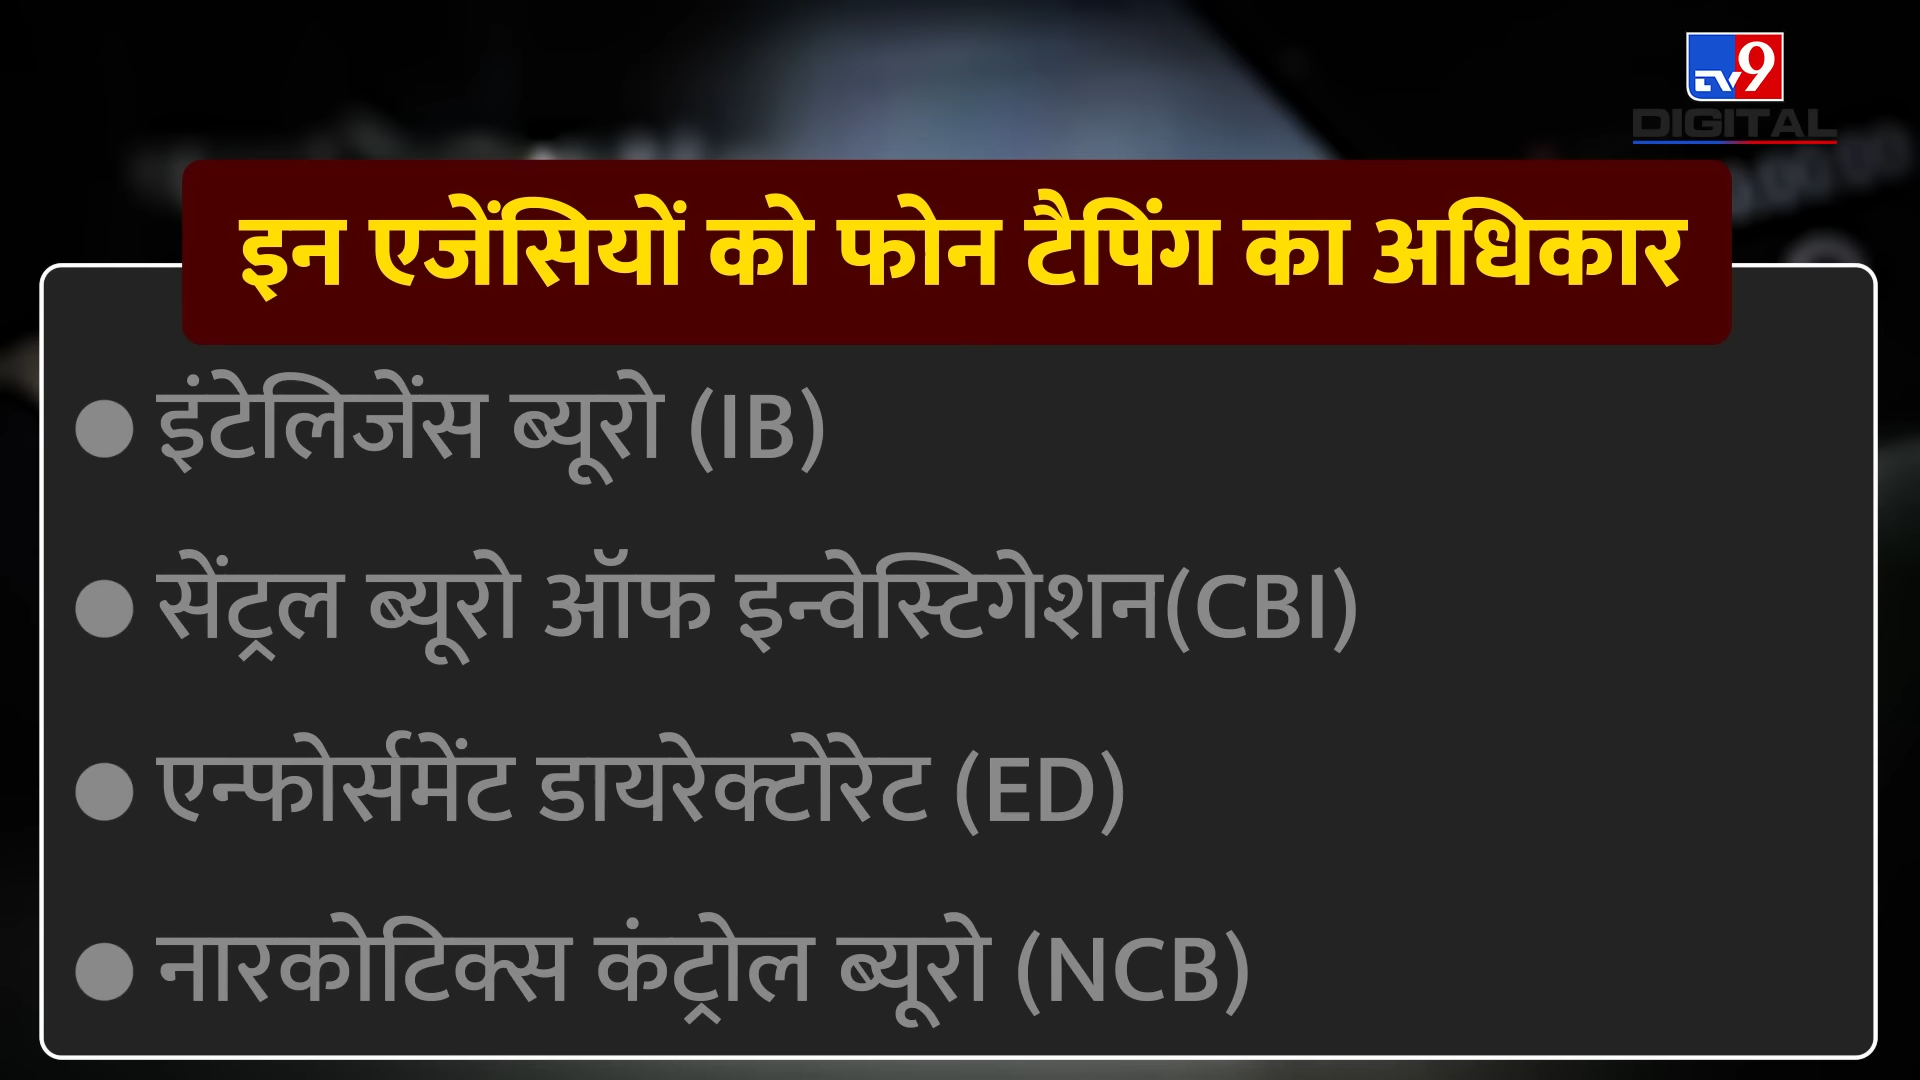 TV9
DIGITAL
इन एजेंसियों को फोन टैपिंग का अधिकार
● इंटेलिजेंस ब्यूरो (IB)
● सेंट्रल ब्यूरो ऑफ इन्वेस्टिगेशन(CBI)
● एन्फोर्समेंट डायरेक्टोरेट (ED)
● नारकोटिक्स कंट्रोल ब्यूरो (NCB)